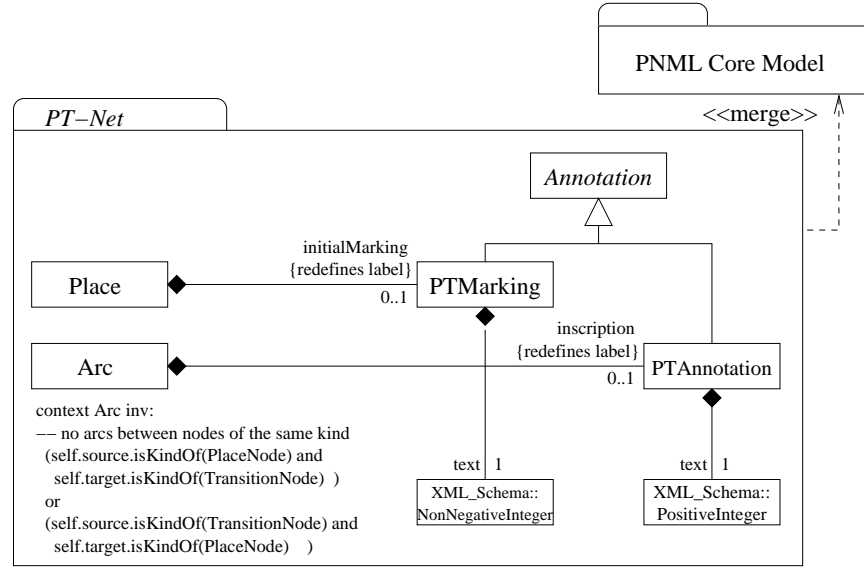 PNML Core Model
PT−Net
<<merge>>
Annotation
initialMarking
{redefines label}
Place
PTMarking
0..1
inscription
{redefines label}
Arc
PTAnnotation
0..1
context Arc inv:
−− no arcs between nodes of the same kind
(self.source.isKindOf(PlaceNode) and
self.target.isKindOf(TransitionNode) )
or
(self.source.isKindOf(TransitionNode) and
self.target.isKindOf(PlaceNode) )
text 1
XML_Schema::
NonNegativeInteger
text 1
XML_Schema::
PositiveInteger